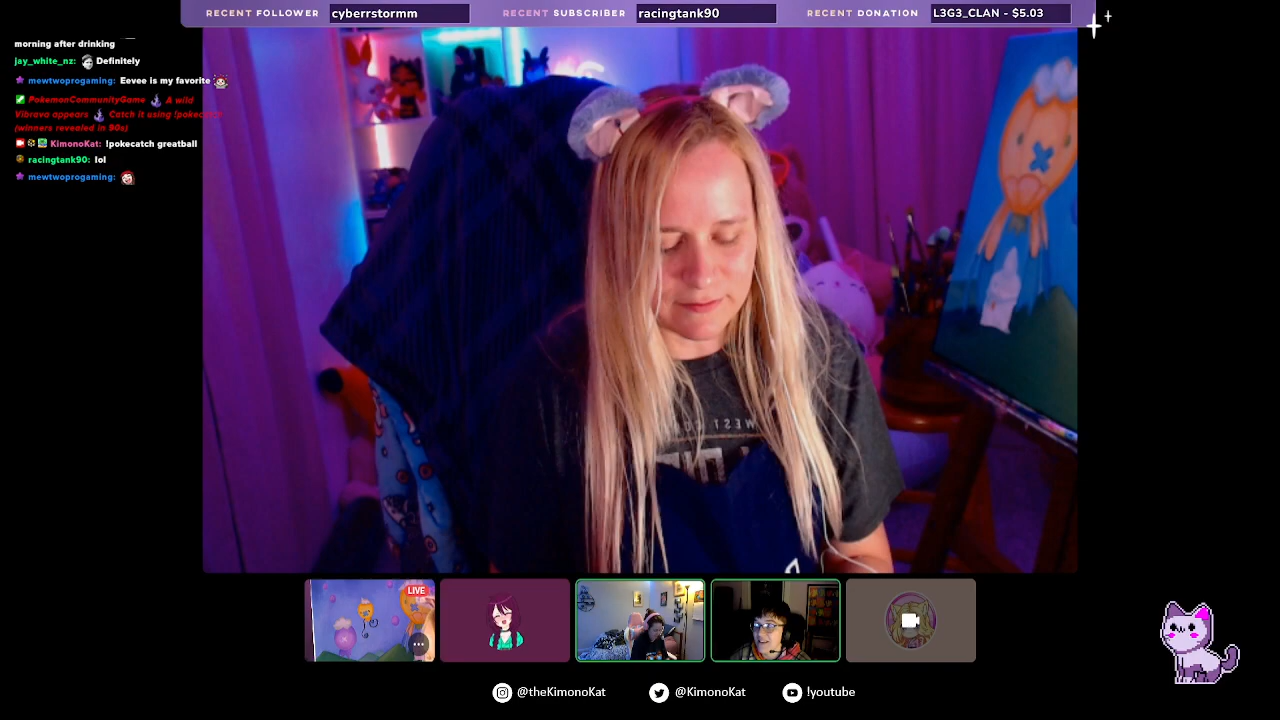 RECENT FOLLOWER cyberrstormm RECENT SUBSCRIBER racingtank90 RECENT DONATION L3G3_CLAN - $5.03
morning after drinking
jay_white_nz: Definitely
mewtwoprogaming: Eevee is my favorite
PokemonCommunityGame A wild
Vibrava appears Catch it using !pokecatch
(winners revealed in 90s)
KimonoKat: !pokecatch greatball
racingtank90: lol
mewtwoprogaming:
LIVE
@theKimonoKat @KimonoKat !youtube